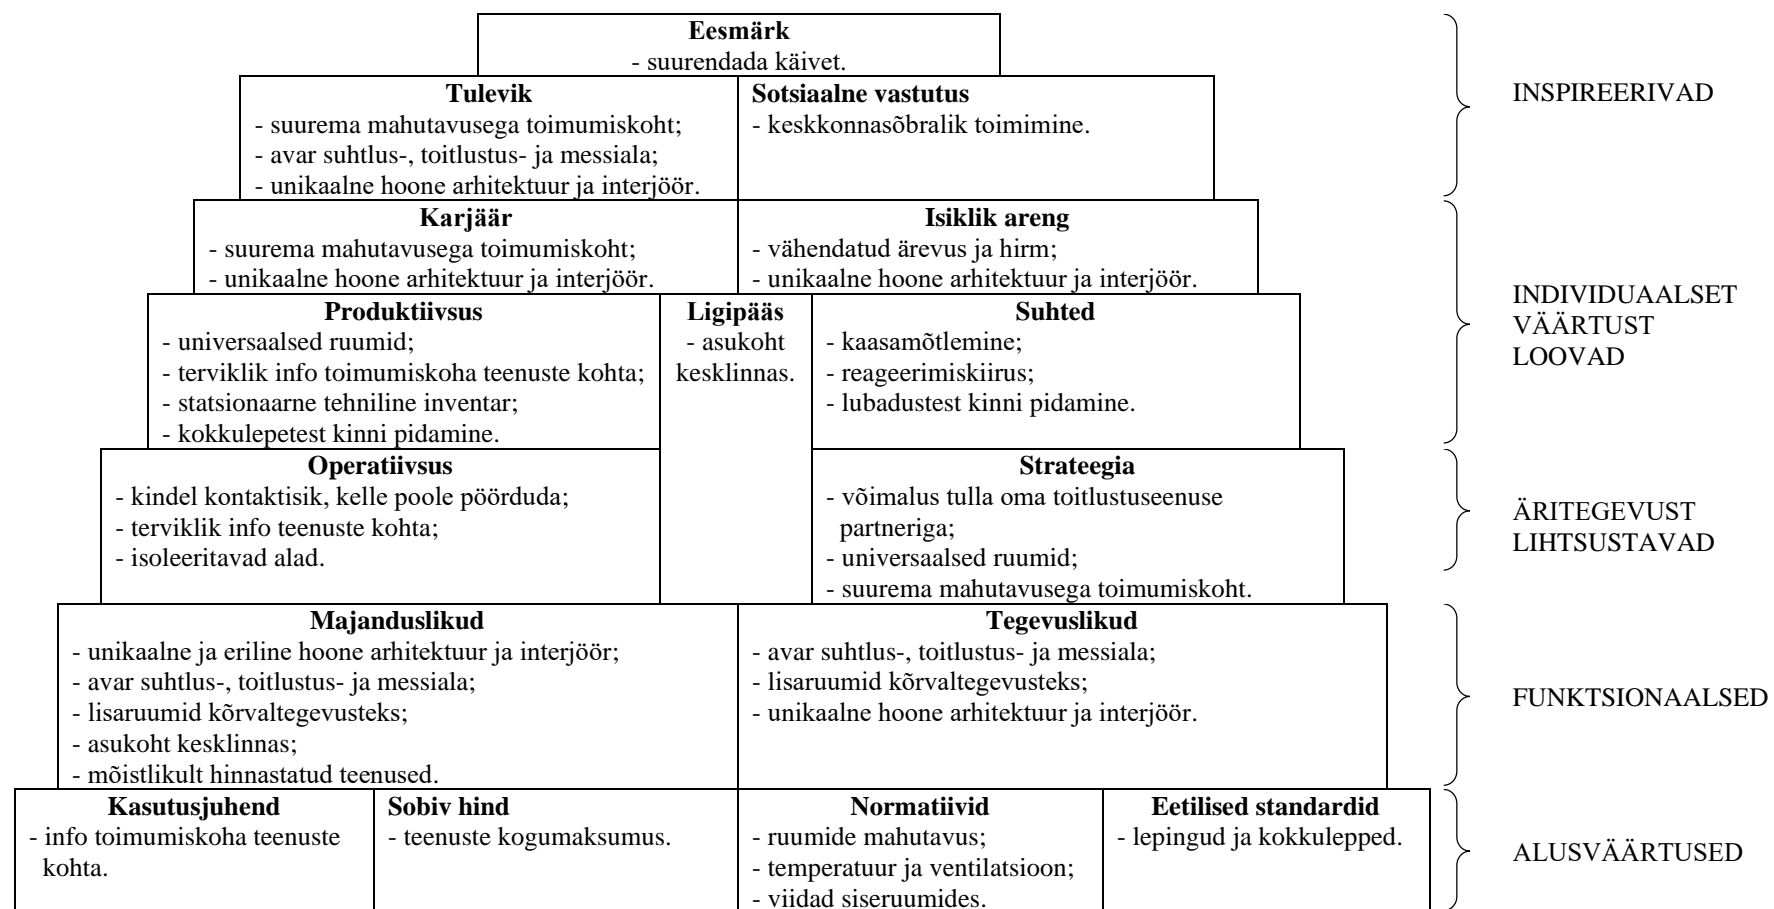 Eesmärk
- suurendada käivet.
Tulevik
- suurema mahutavusega toimumiskoht;
- avar suhtlus-, toitlustus- ja messiala;
- unikaalne hoone arhitektuur ja interjöör.
Sotsiaalne vastutus
- keskkonnasõbralik toimimine.
INSPIREERIVAD
Karjäär
- suurema mahutavusega toimumiskoht;
- unikaalne hoone arhitektuur ja interjöör.
Isiklik areng
- vähendatud ärevus ja hirm;
- unikaalne hoone arhitektuur ja interjöör.
Produktiivsus
- universaalsed ruumid;
- terviklik info toimumiskoha teenuste kohta;
- statsionaarne tehniline inventar;
- kokkulepetest kinni pidamine.
Ligipääs
- asukoht
kesklinnas.
Suhted
- kaasamõtlemine;
- reageerimiskiirus;
- lubadustest kinni pidamine.
INDIVIDUAALSET
VÄÄRTUST
LOOVAD
Operatiivsus
- kindel kontaktisik, kelle poole pöörduda;
- terviklik info teenuste kohta;
- isoleeritavad alad.
Strateegia
- võimalus tulla oma toitlustuseenuse
partneriga;
- universaalsed ruumid;
- suurema mahutavusega toimumiskoht.
ÄRITEGEVUST
LIHTSUSTAVAD
Majanduslikud
- unikaalne ja eriline hoone arhitektuur ja interjöör;
- avar suhtlus-, toitlustus- ja messiala;
- lisaruumid kõrvaltegevusteks;
- asukoht kesklinnas;
- mõistlikult hinnastatud teenused.
Tegevuslikud
- avar suhtlus-, toitlustus- ja messiala;
- lisaruumid kõrvaltegevusteks;
- unikaalne hoone arhitektuur ja interjöör.
FUNKTSIONAALSED
Kasutusjuhend
- info toimumiskoha teenuste
kohta.
Sobiv hind
- teenuste kogumaksumus.
Normatiivid
- ruumide mahutavus;
- temperatuur ja ventilatsioon;
- viidad siseruumides.
Eetilised standardid
- lepingud ja kokkulepped.
ALUSVÄÄRTUSED